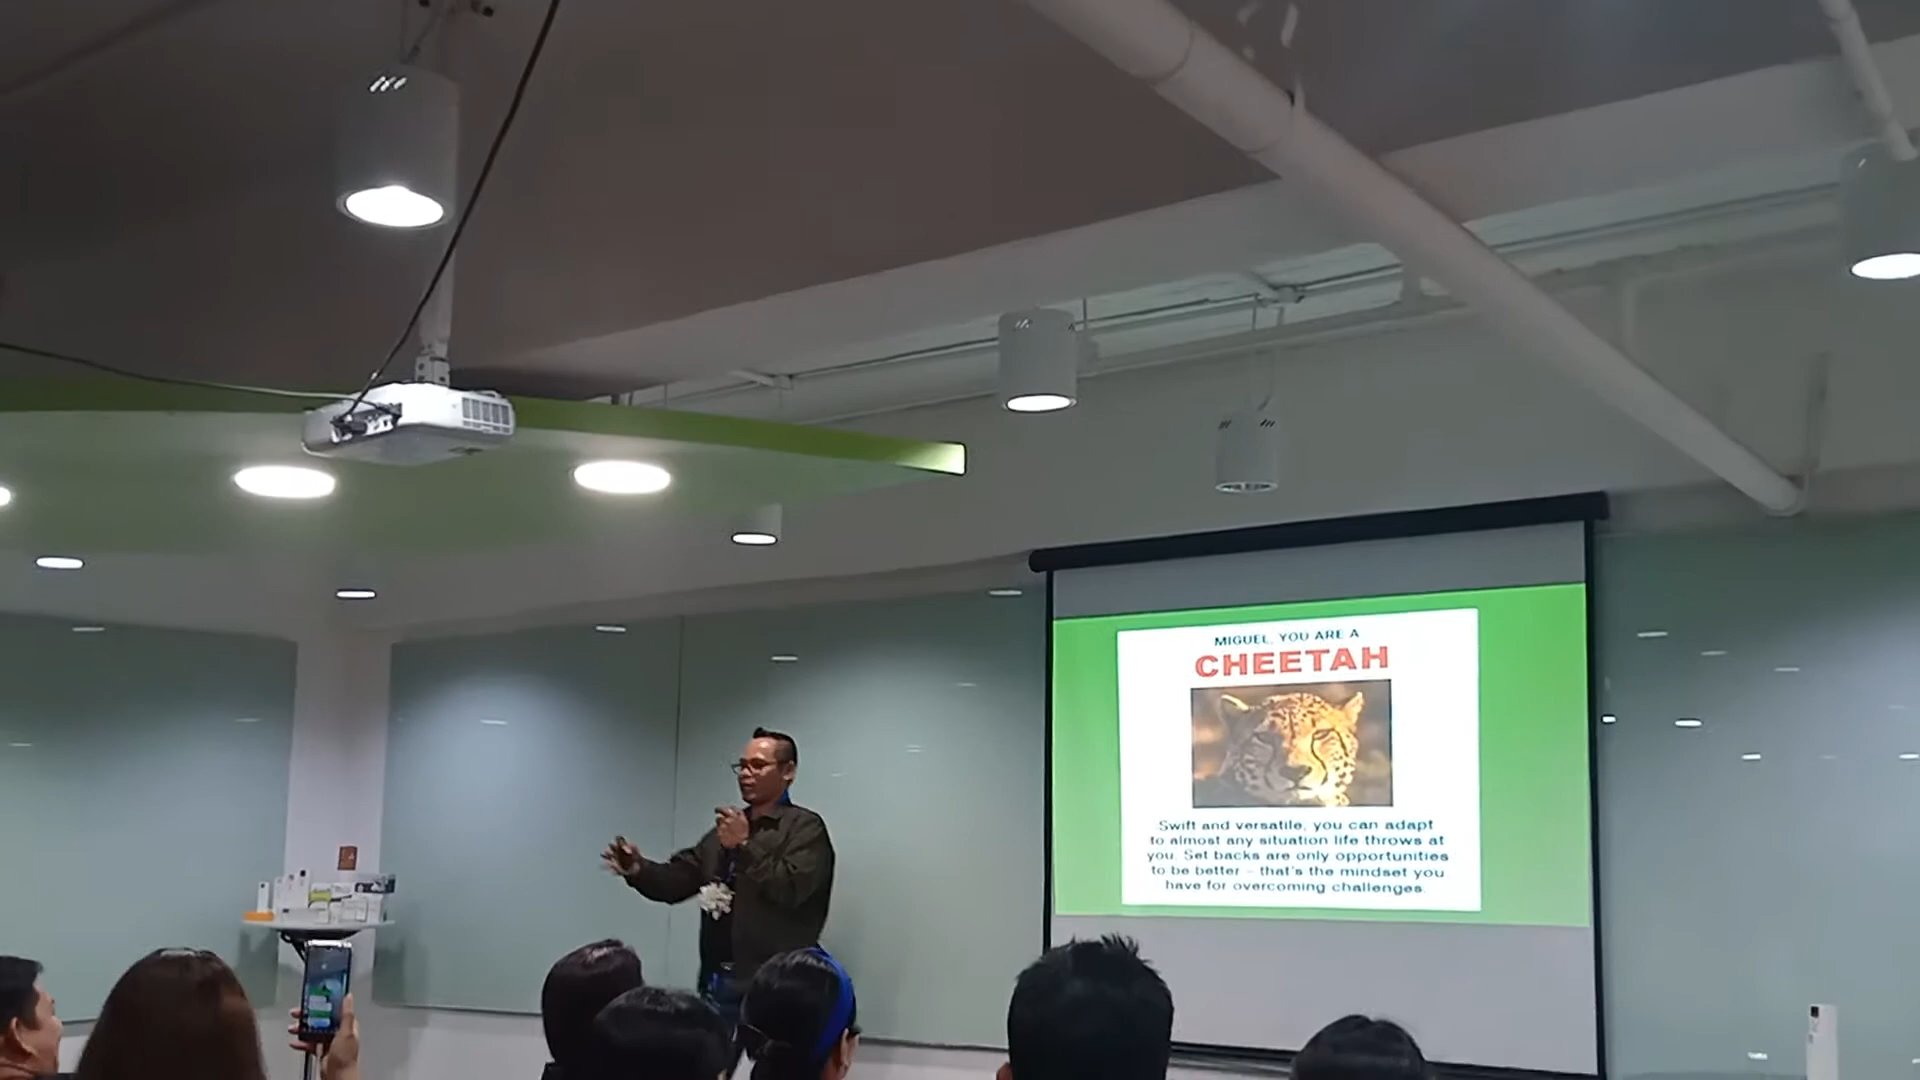 MIGUEL, YOU ARE A
CHEETAH
Swift and versatile, you can adapt
to almost any situation life throws at
you. Set backs are only opportunities
to be better – that's the mindset you
have for overcoming challenges.